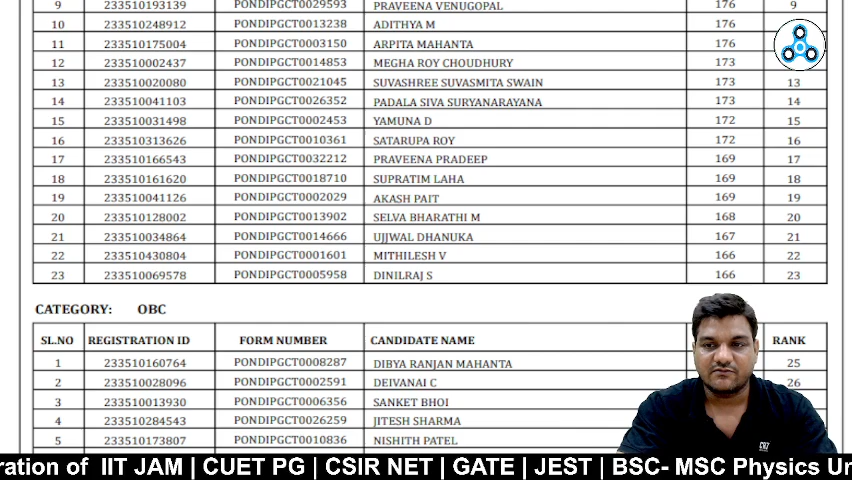 9 233510193139 PONDIPGCT0029593 PRAVEENA VENUGOPAL 176 9
10 233510248912 PONDIPGCT0013238 ADITHYA M 176
11 233510175004 PONDIPGCT0003150 ARPITA MAHANTA 176
12 233510002437 PONDIPGCT0014853 MEGHA ROY CHOUDHURY 173
13 233510020080 PONDIPGCT0021045 SUVASHREE SUVASMITA SWAIN 173 13
14 233510041103 PONDIPGCT0026352 PADALA SIVA SURYANARAYANA 173 14
15 233510031498 PONDIPGCT0002453 YAMUNA D 172 15
16 233510313626 PONDIPGCT0010361 SATARUPA ROY 172 16
17 233510166543 PONDIPGCT0032212 PRAVEENA PRADEEP 169 17
18 233510161620 PONDIPGCT0018710 SUPRATIM LAHA 169 18
19 233510041126 PONDIPGCT0002029 AKASH PAIT 169 19
20 233510128002 PONDIPGCT0013902 SELVA BHARATHI M 168 20
21 233510034864 PONDIPGCT0014666 UJJWAL DHANUKA 167 21
22 233510430804 PONDIPGCT0001601 MITHILESH V 166 22
23 233510069578 PONDIPGCT0005958 DINILRAJ S 166 23
CATEGORY: OBC
SL.NO REGISTRATION ID FORM NUMBER CANDIDATE NAME RANK
1 233510160764 PONDIPGCT0008287 DIBYA RANJAN MAHANTA 25
2 233510028096 PONDIPGCT0002591 DEIVANAI C 26
3 233510013930 PONDIPGCT0006356 SANKET BHOI
4 233510284543 PONDIPGCT0026259 JITESH SHARMA
5 233510173807 PONDIPGCT0010836 NISHITH PATEL
ration of IIT JAM | CUET PG | CSIR NET | GATE | JEST | BSC- MSC Physics Un